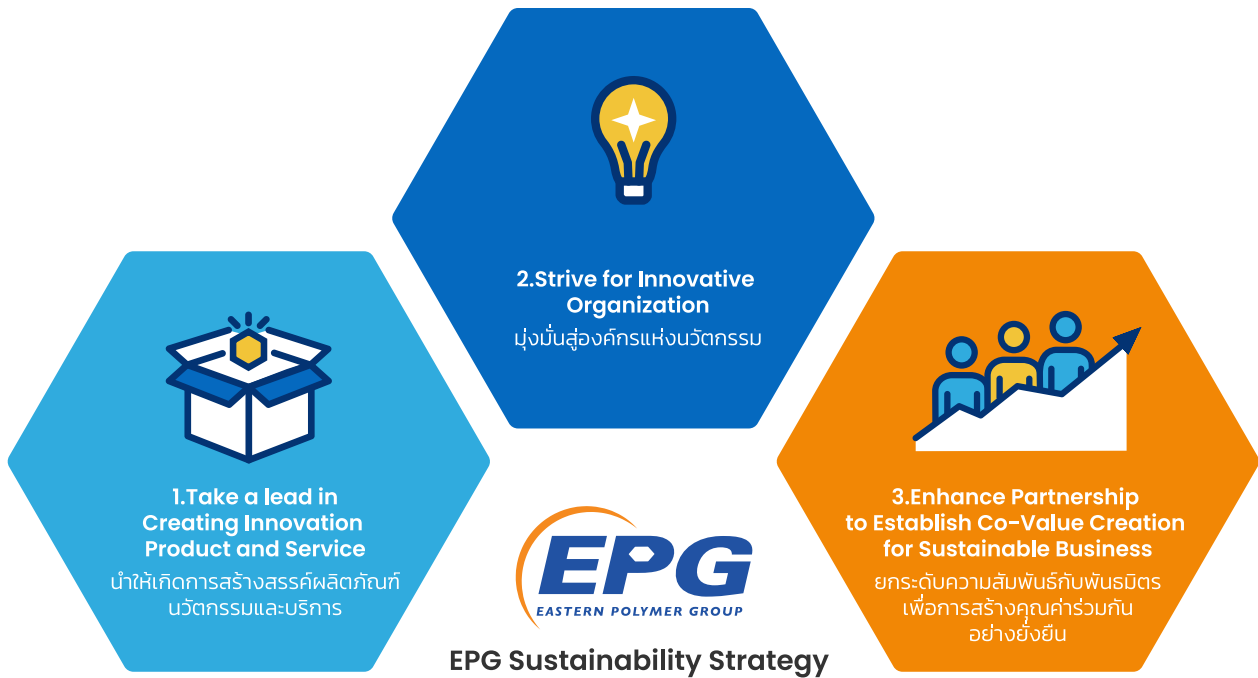 2.Strive for Innovative
Organization
มุ่งมั่นสู่องค์กรแห่งนวัตกรรม
1.Take a lead in
Creating Innovation
Product and Service
นำให้เกิดการสร้างสรรค์ผลิตภัณฑ์
นวัตกรรมและบริการ
3.Enhance Partnership
to Establish Co-Value Creation
for Sustainable Business
ยกระดับความสัมพันธ์กับพันธมิตร
เพื่อการสร้างคุณค่าร่วมกัน
อย่างยั่งยืน
EPG
EASTERN POLYMER GROUP
EPG Sustainability Strategy